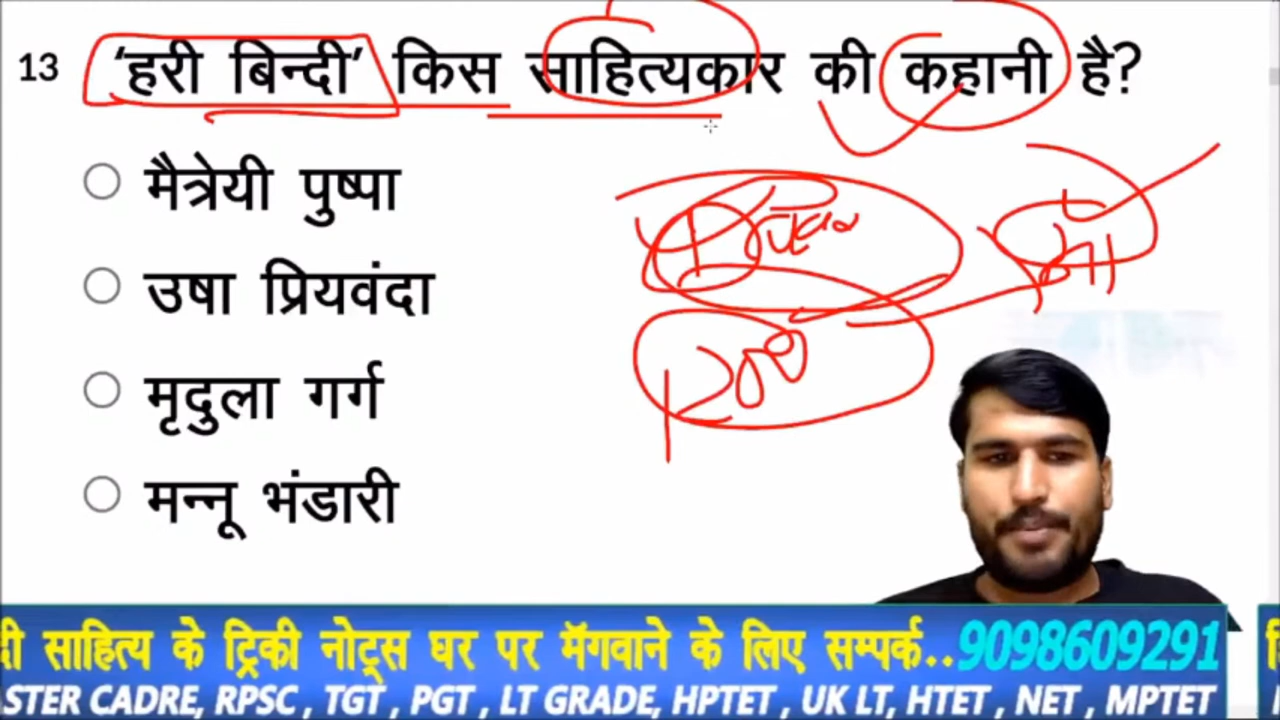 13 'हरी बिन्दी' किस साहित्यकार की कहानी है?
मैत्रेयी पुष्पा
उषा प्रियवंदा
मृदुला गर्ग
मन्नू भंडारी
दी साहित्य के ट्रिकी नोट्स घर पर मॅगवाने के लिए सम्पर्क..9098609291
ASTER CADRE, RPSC , TGT , PGT , LT GRADE, HPTET , UK LT, HTET , NET , MPTET